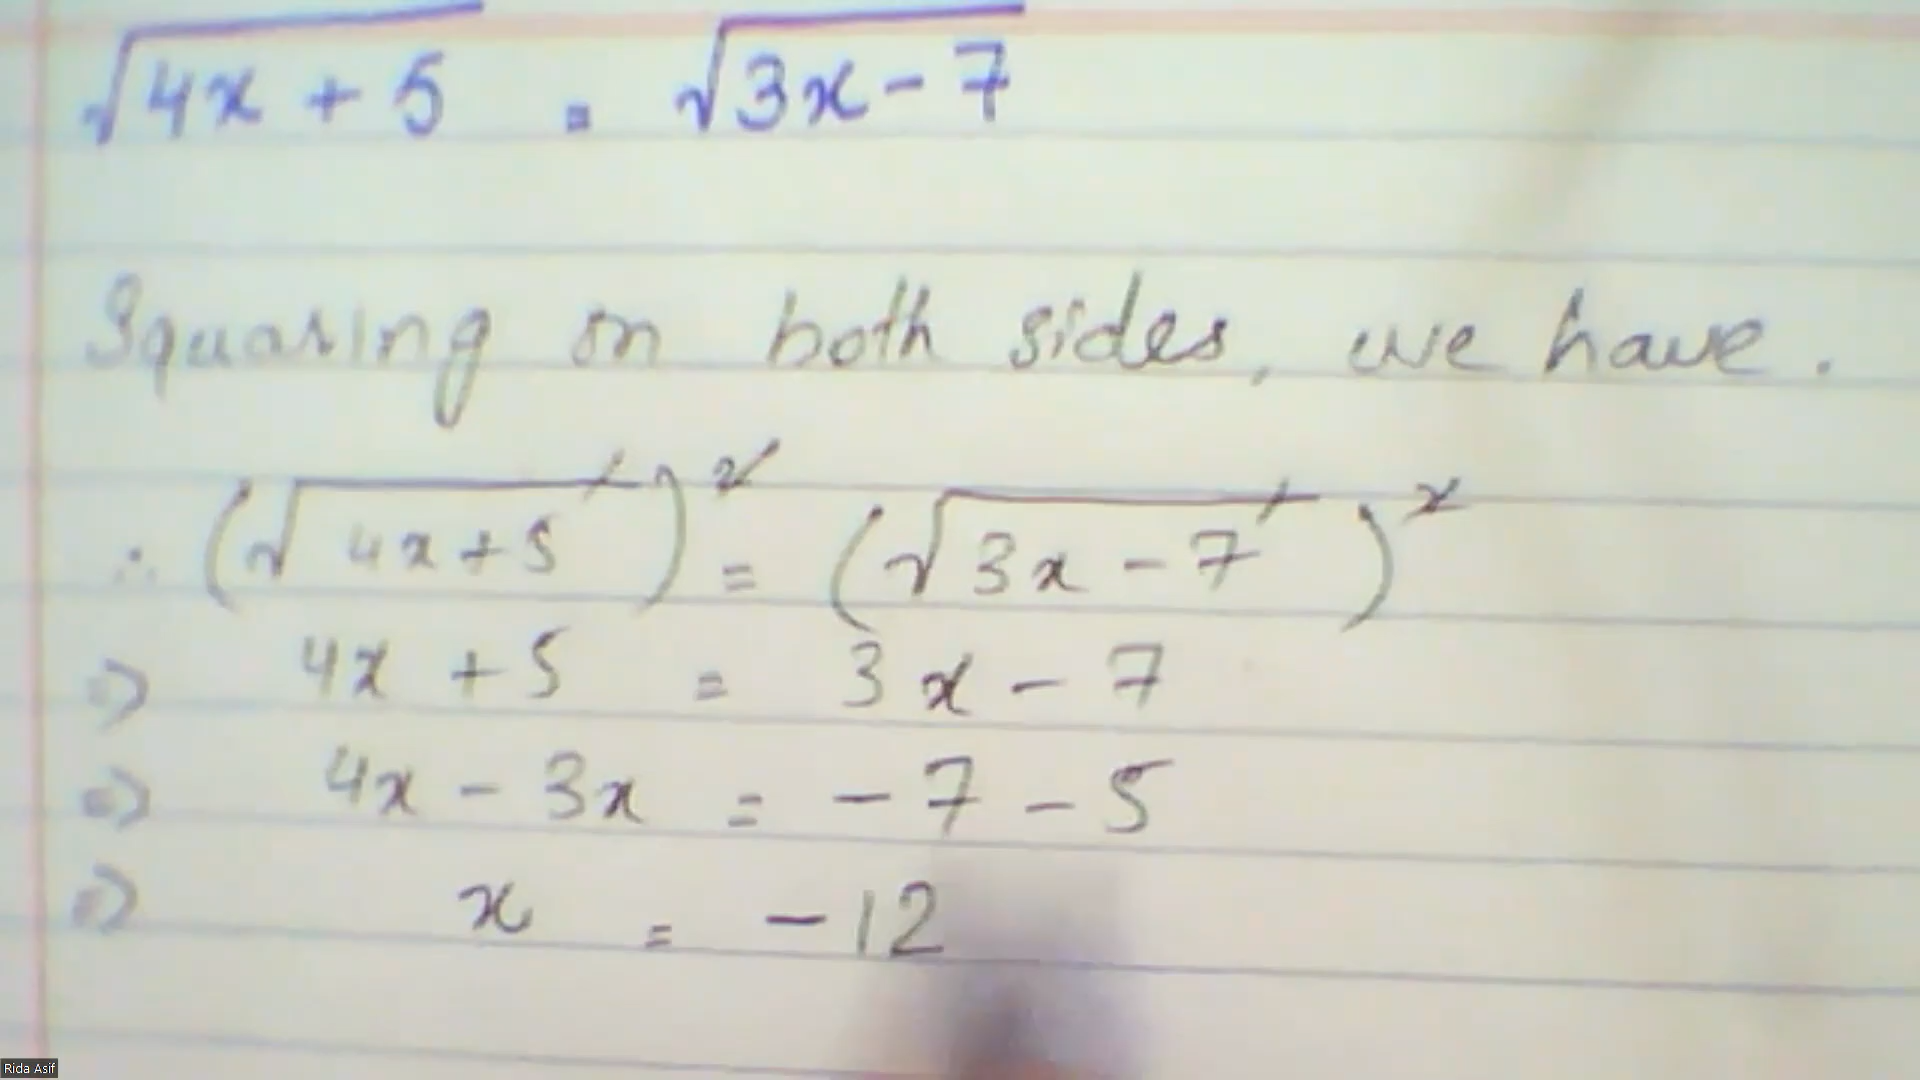 √4x + 5 = √3x - 7
Squaring on both sides, we have.
∴ (√4x + 5)² = (√3x - 7)²
⇒ 4x + 5 = 3x - 7
⇒ 4x - 3x = - 7 - 5
⇒ x = - 12
Rida Asif